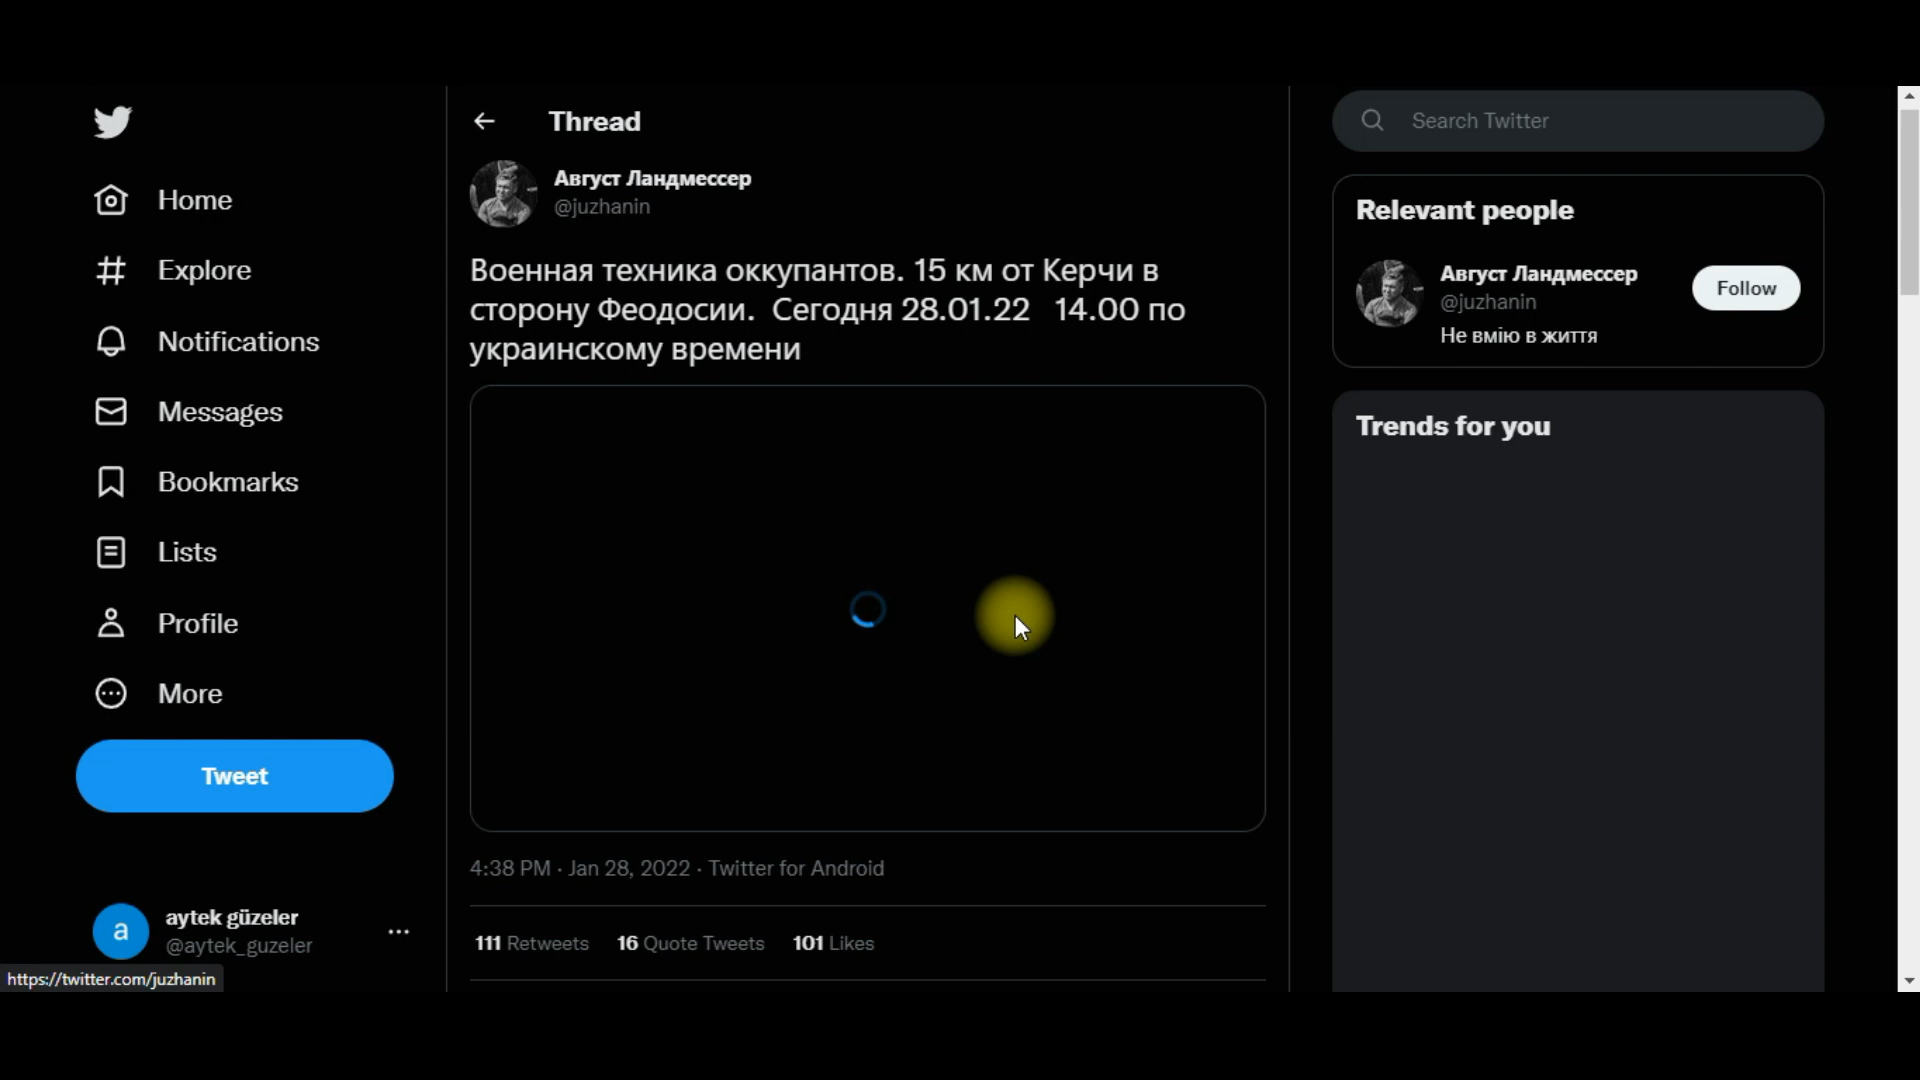 Home
Explore
Notifications
Messages
Bookmarks
Lists
Profile
More
Tweet
a
aytek güzeler
@aytek_guzeler
https://twitter.com/juzhanin
Thread
Август Ландмессер
@juzhanin
Военная техника оккупантов. 15 км от Керчи в
сторону Феодосии. Сегодня 28.01.22 14.00 по
украинскому времени
4:38 PM · Jan 28, 2022 · Twitter for Android
111 Retweets 16 Quote Tweets 101 Likes
Search Twitter
Relevant people
Август Ландмессер
@juzhanin
Follow
Не вмію в життя
Trends for you